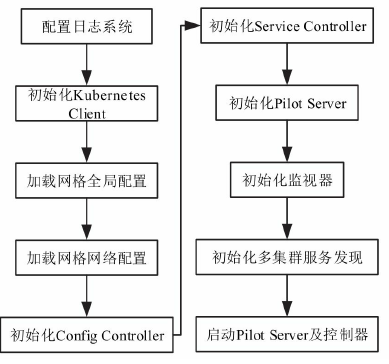 配置日志系统
初始化Kubernetes
Client
加载网格全局配置
加载网格网络配置
初始化Config Controller
初始化Service Controller
初始化Pilot Server
初始化监视器
初始化多集群服务发现
启动Pilot Server及控制器